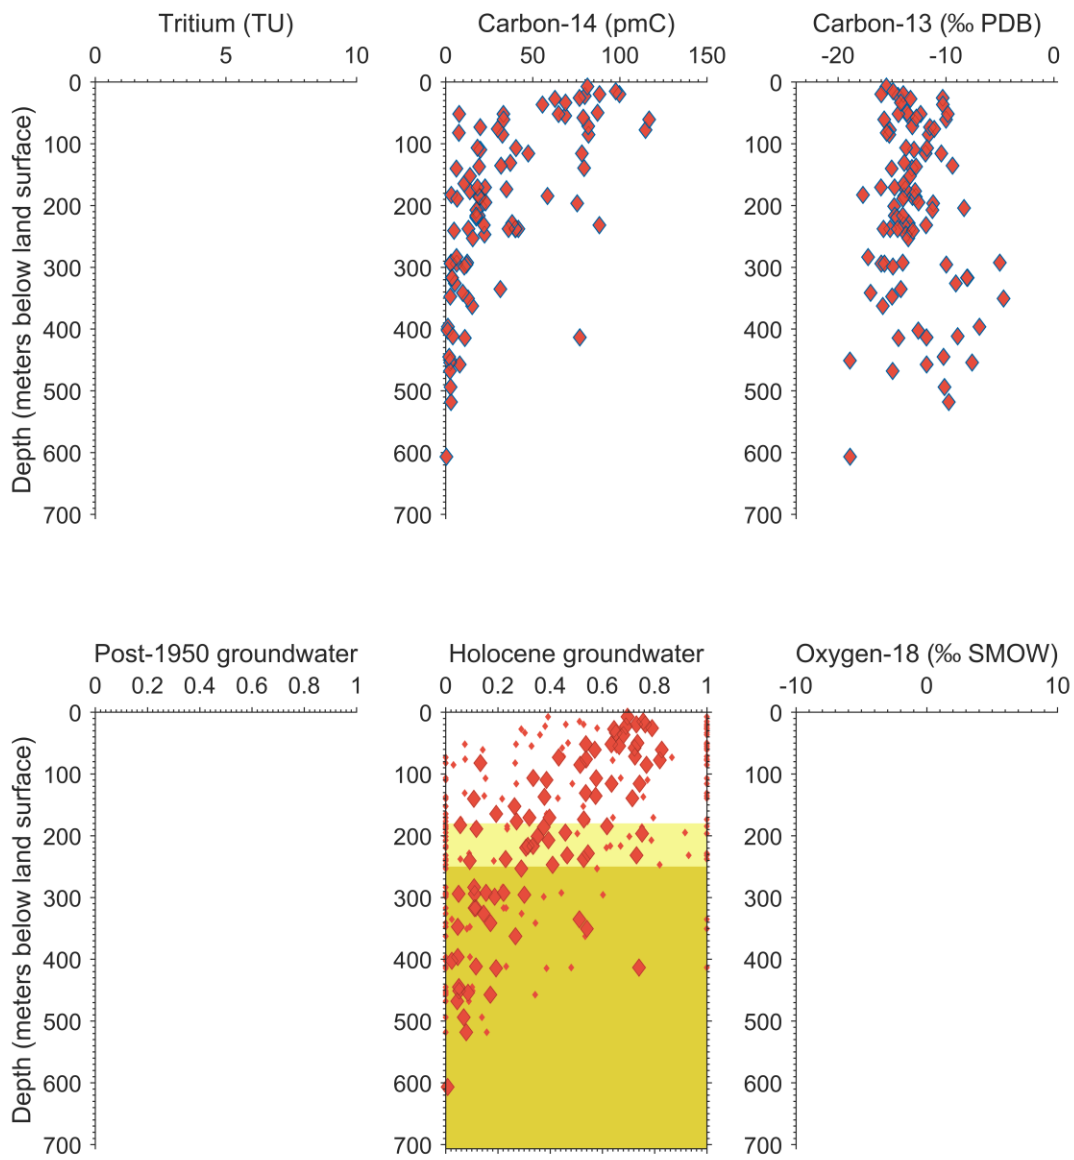 Tritium (TU) Carbon-14 (pmC) Carbon-13 (‰ PDB)
0 5 10 0 50 100 150 -20 -10 0
0 0 0
100 100 100
200 200 200
300 300 300
400 400 400
500 500 500
600 600 600
700 700 700
Depth (meters below land surface)
Post-1950 groundwater Holocene groundwater Oxygen-18 (‰ SMOW)
0 0.2 0.4 0.6 0.8 1 0 0.2 0.4 0.6 0.8 1 -10 0 10
0 0 0
100 100 100
200 200 200
300 300 300
400 400 400
500 500 500
600 600 600
700 700 700
Depth (meters below land surface)